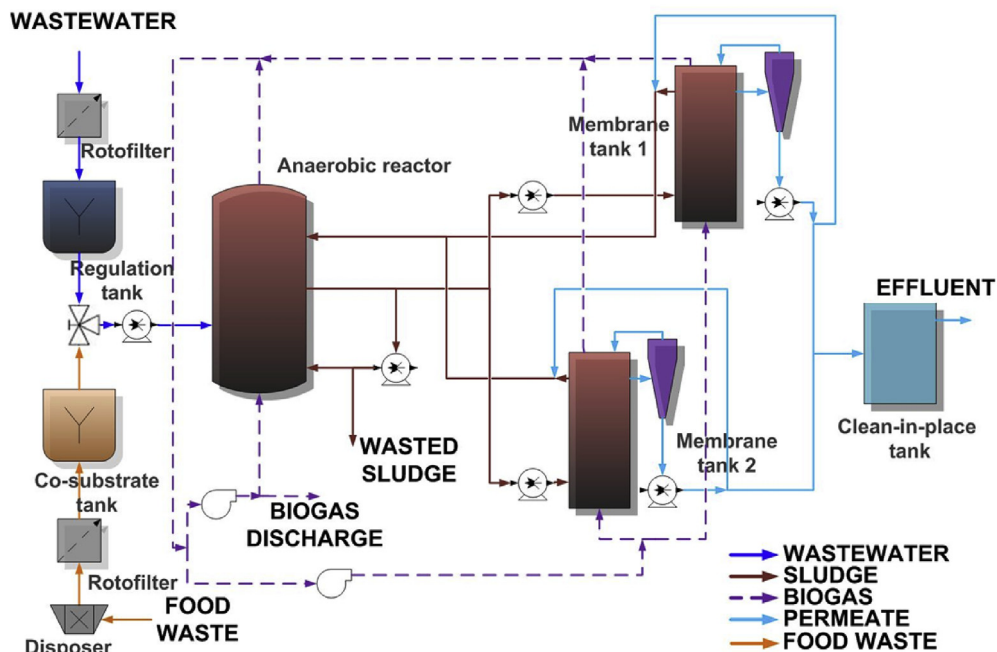 WASTEWATER
Rotofilter
Regulation
tank
Co-substrate
tank
Rotofilter
Disposer
FOOD
WASTE
Anaerobic reactor
WASTED
SLUDGE
BIOGAS
DISCHARGE
Membrane
tank 1
Membrane
tank 2
EFFLUENT
Clean-in-place
tank
WASTEWATER
SLUDGE
BIOGAS
PERMEATE
FOOD WASTE